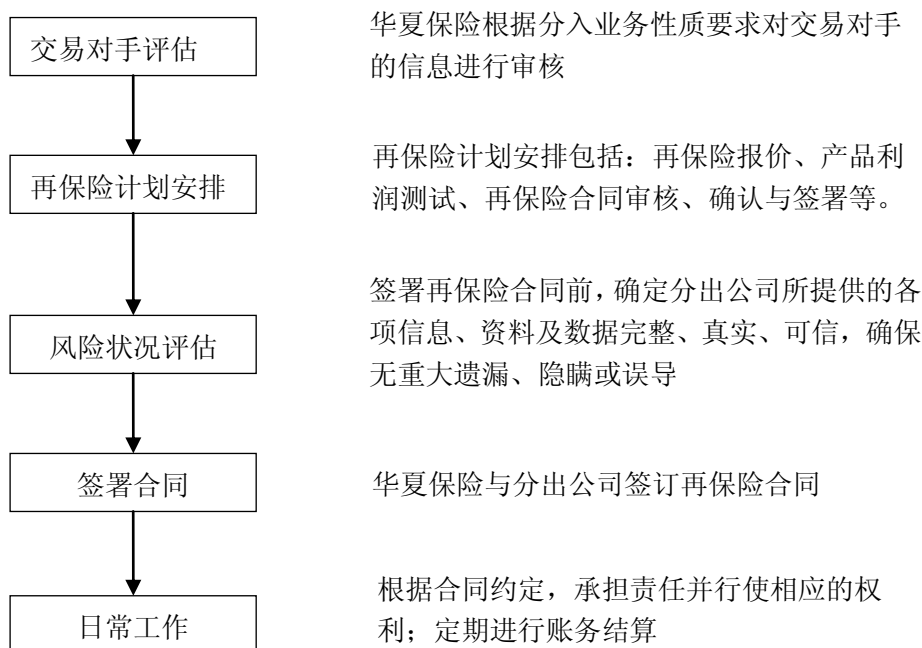 交易对手评估
华夏保险根据分入业务性质要求对交易对手
的信息进行审核
再保险计划安排
再保险计划安排包括：再保险报价、产品利
润测试、再保险合同审核、确认与签署等。
风险状况评估
签署再保险合同前，确定分出公司所提供的各
项信息、资料及数据完整、真实、可信，确保
无重大遗漏、隐瞒或误导
签署合同
华夏保险与分出公司签订再保险合同
日常工作
根据合同约定，承担责任并行使相应的权
利；定期进行账务结算